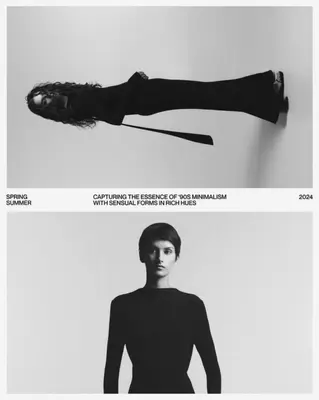 SPRING
SUMMER
CAPTURING THE ESSENCE OF '90S MINIMALISM
WITH SENSUAL FORMS IN RICH HUES
2024